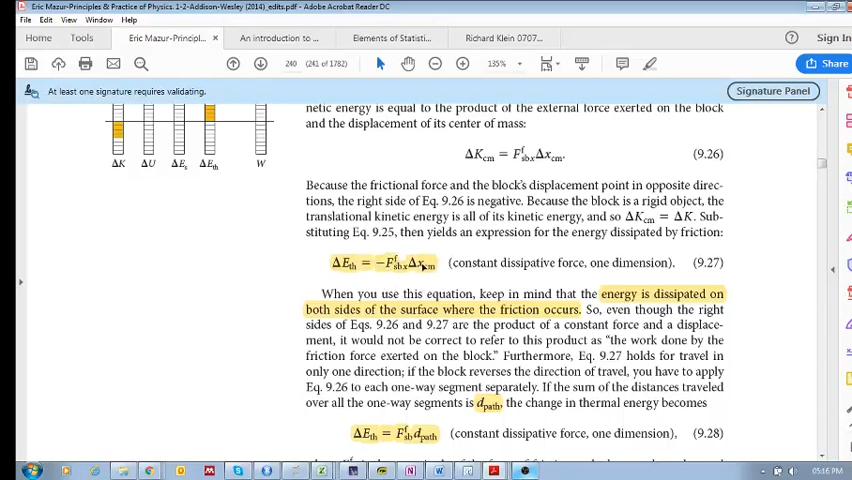 Eric Mazur-Principles & Practice of Physics. 1-2-Addison-Wesley (2014)_edits.pdf - Adobe Acrobat Reader DC
File Edit View Window Help
Home Tools Eric Mazur-Principl... × An introduction to ... Elements of Statisti... Richard Klein 0707... Sign In
240 (241 of 1782) 135% Share
At least one signature requires validating. Signature Panel
netic energy is equal to the product of the external force exerted on the block
and the displacement of its center of mass:
ΔK ΔU ΔEs ΔEth W
ΔKcm = F^f_sbx Δxcm. (9.26)
Because the frictional force and the block's displacement point in opposite direc-
tions, the right side of Eq. 9.26 is negative. Because the block is a rigid object, the
translational kinetic energy is all of its kinetic energy, and so ΔKcm = ΔK. Sub-
stituting Eq. 9.25, then yields an expression for the energy dissipated by friction:
ΔEth = −F^f_sbx Δxcm (constant dissipative force, one dimension). (9.27)
When you use this equation, keep in mind that the energy is dissipated on
both sides of the surface where the friction occurs. So, even though the right
sides of Eqs. 9.26 and 9.27 are the product of a constant force and a displace-
ment, it would not be correct to refer to this product as "the work done by the
friction force exerted on the block." Furthermore, Eq. 9.27 holds for travel in
only one direction; if the block reverses the direction of travel, you have to apply
Eq. 9.26 to each one-way segment separately. If the sum of the distances traveled
over all the one-way segments is dpath, the change in thermal energy becomes
ΔEth = F^f_sb dpath (constant dissipative force, one dimension), (9.28)
05:16 PM